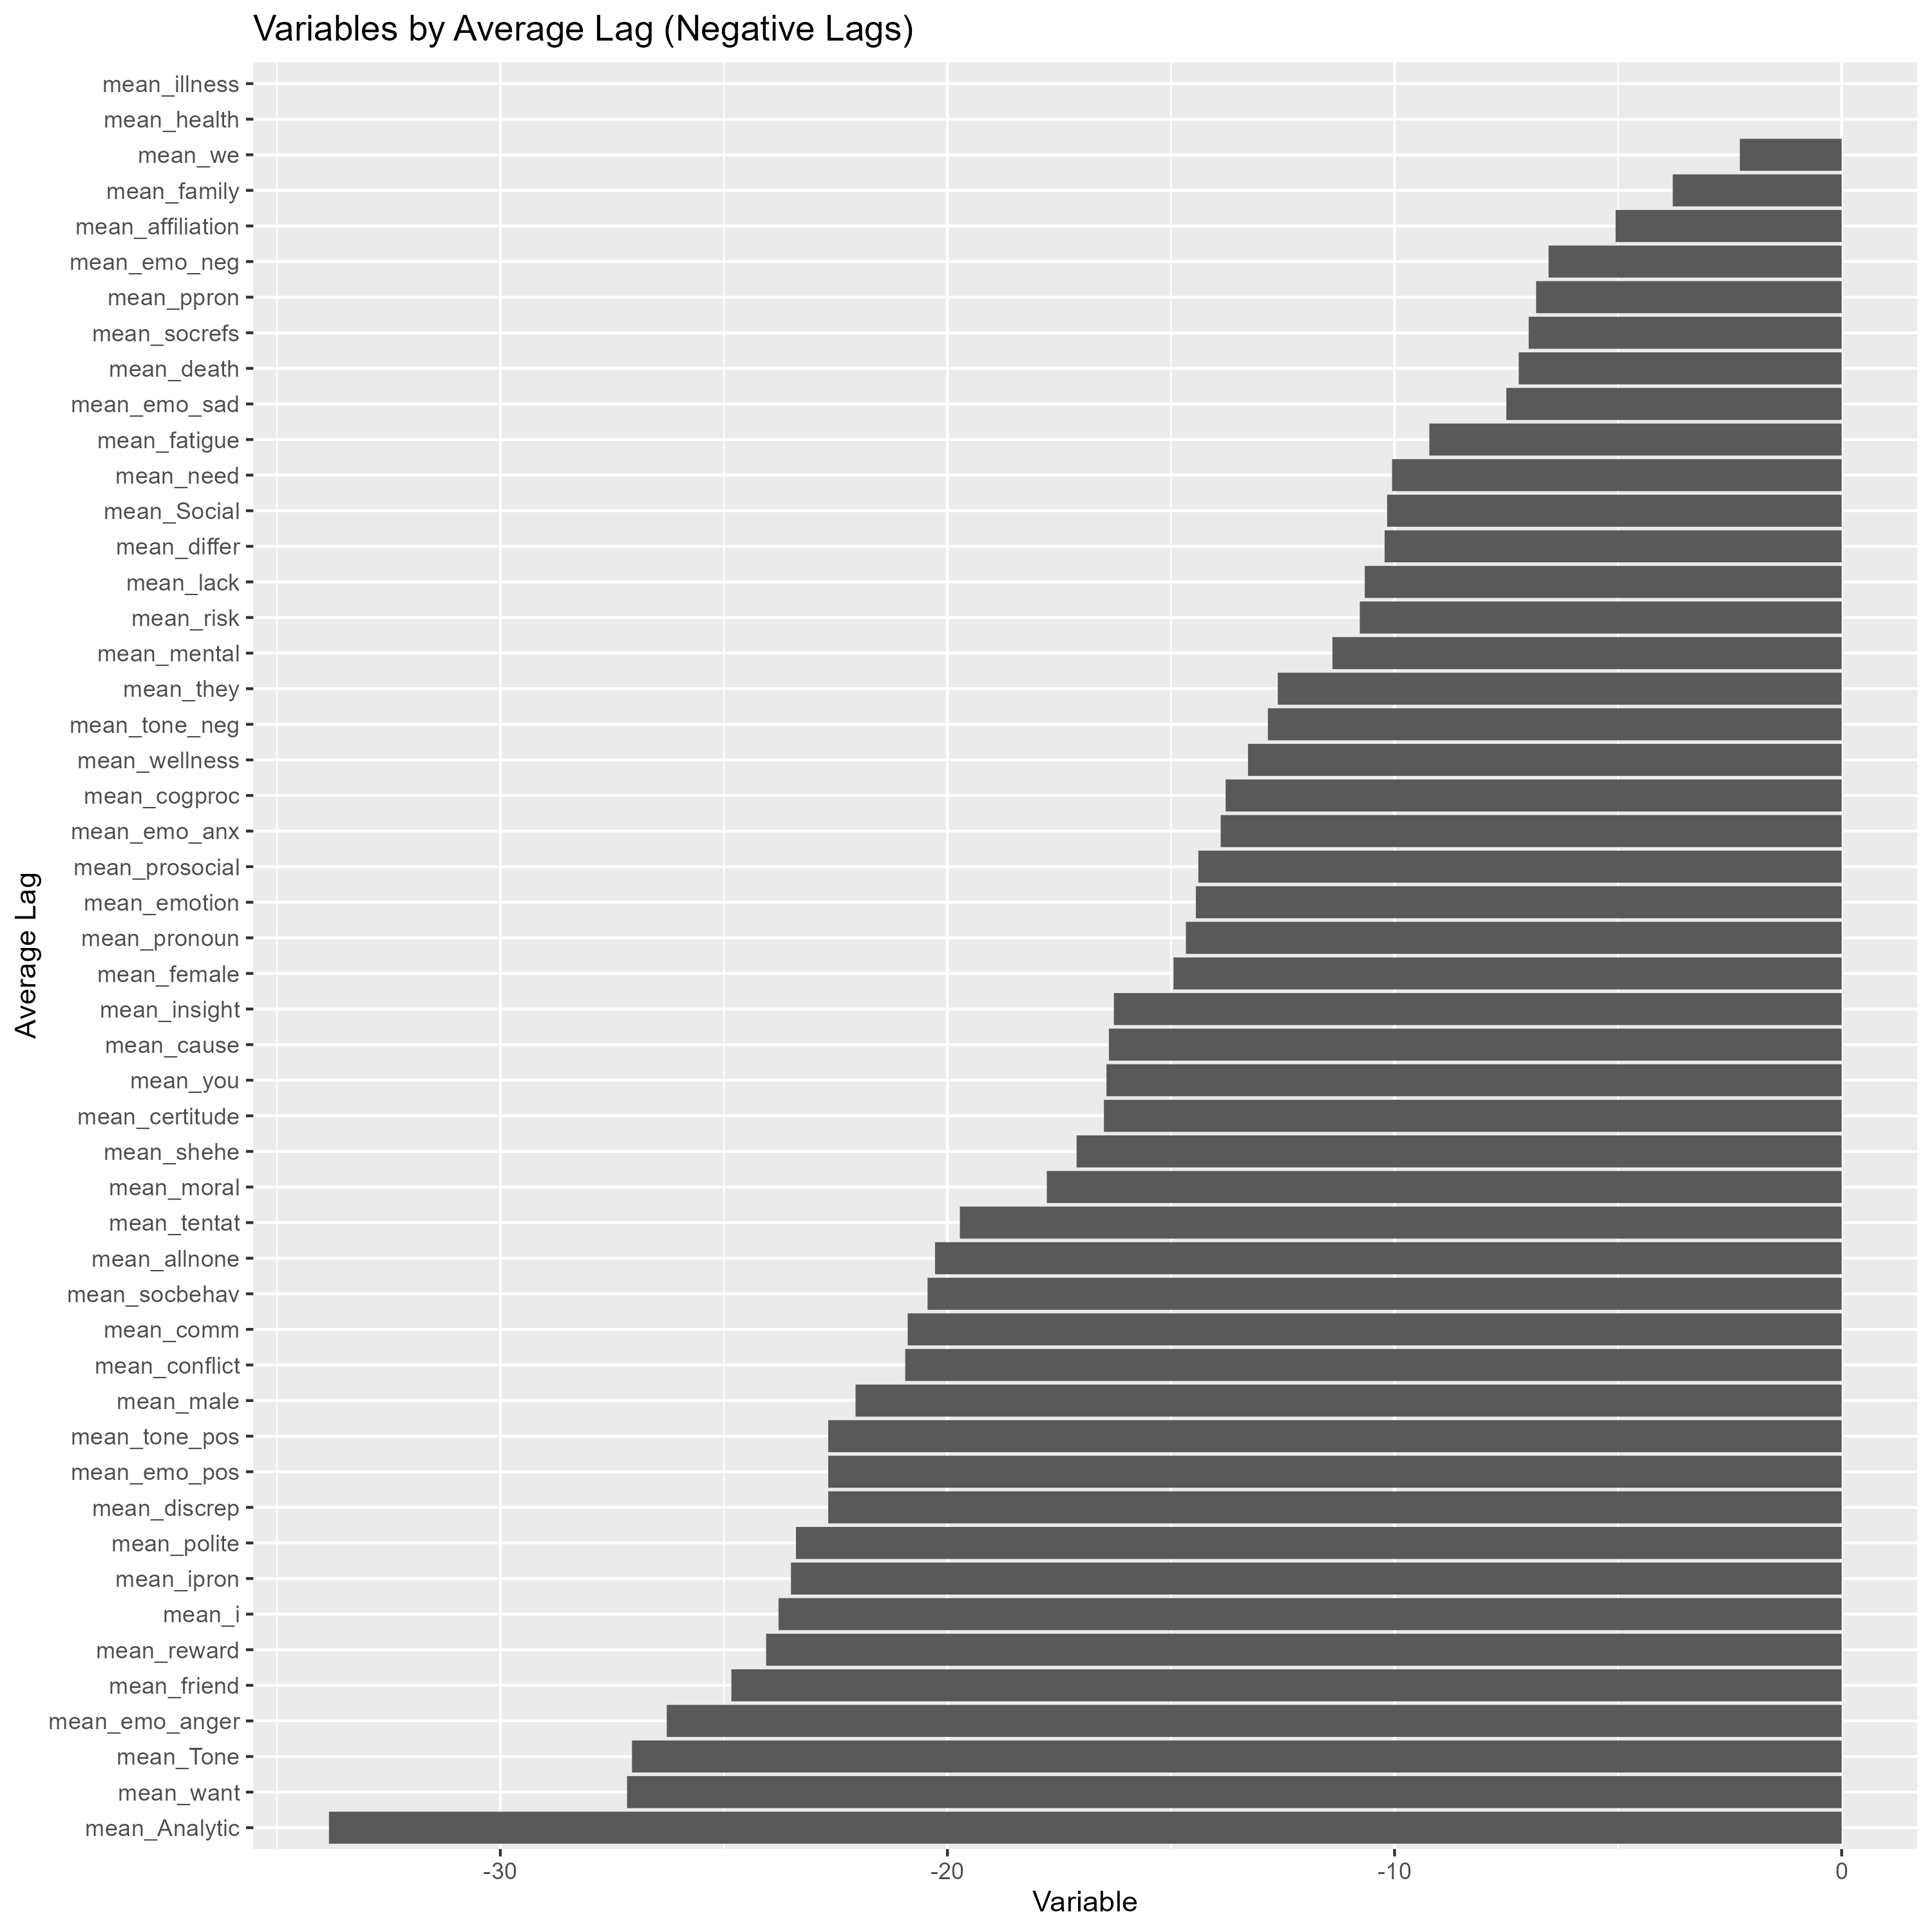 Variables by Average Lag (Negative Lags)
mean_illness
mean_health
mean_we
mean_family
mean_affiliation
mean_emo_neg
mean_ppron
mean_socrefs
mean_death
mean_emo_sad
mean_fatigue
mean_need
mean_Social
mean_differ
mean_lack
mean_risk
mean_mental
mean_they
mean_tone_neg
mean_wellness
mean_cogproc
mean_emo_anx
mean_prosocial
mean_emotion
mean_pronoun
mean_female
mean_insight
mean_cause
mean_you
mean_certitude
mean_shehe
mean_moral
mean_tentat
mean_allnone
mean_socbehav
mean_comm
mean_conflict
mean_male
mean_tone_pos
mean_emo_pos
mean_discrep
mean_polite
mean_ipron
mean_i
mean_reward
mean_friend
mean_emo_anger
mean_Tone
mean_want
mean_Analytic
Average Lag
-30 -20 -10 0
Variable